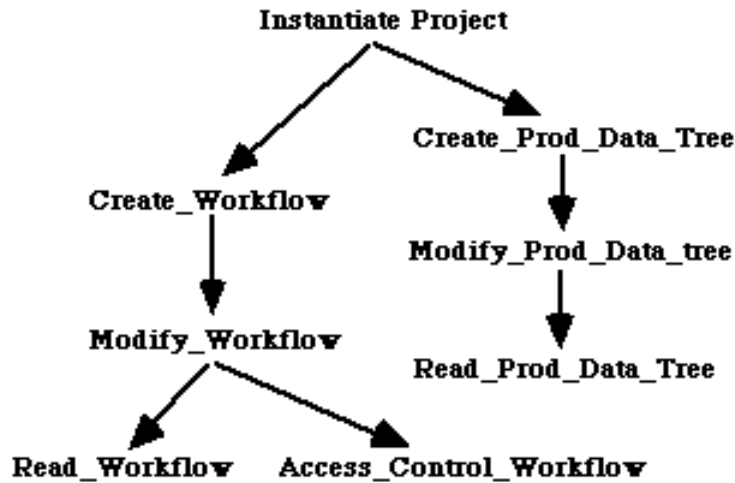 Instantiate Project
Create_Prod_Data_Tree
Create_Workflow
Modify_Prod_Data_tree
Modify_Workflow
Read_Prod_Data_Tree
Read_Workflow
Access_Control_Workflow